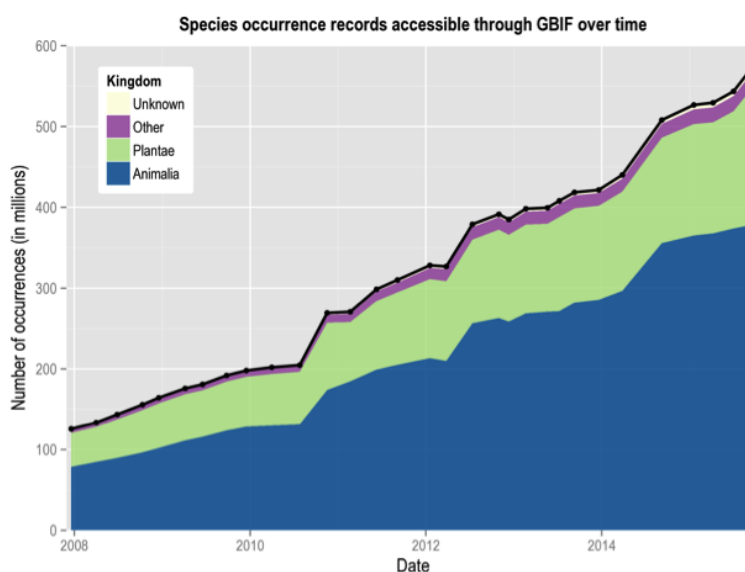 Species occurrence records accessible through GBIF over time
Number of occurrences (in millions)
600
500
400
300
200
100
0
Kingdom
Unknown
Other
Plantae
Animalia
2008
2010
2012
2014
Date